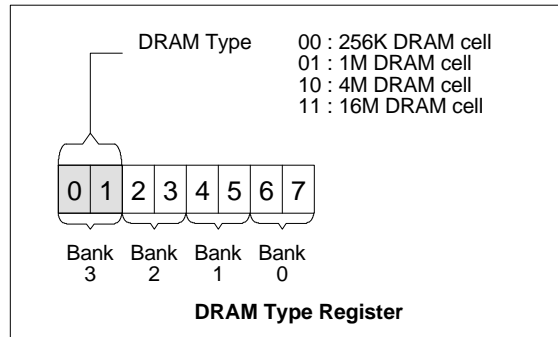 DRAM Type 00 : 256K DRAM cell
01 : 1M DRAM cell
10 : 4M DRAM cell
11 : 16M DRAM cell
0 1 2 3 4 5 6 7
Bank Bank Bank Bank
3 2 1 0
DRAM Type Register